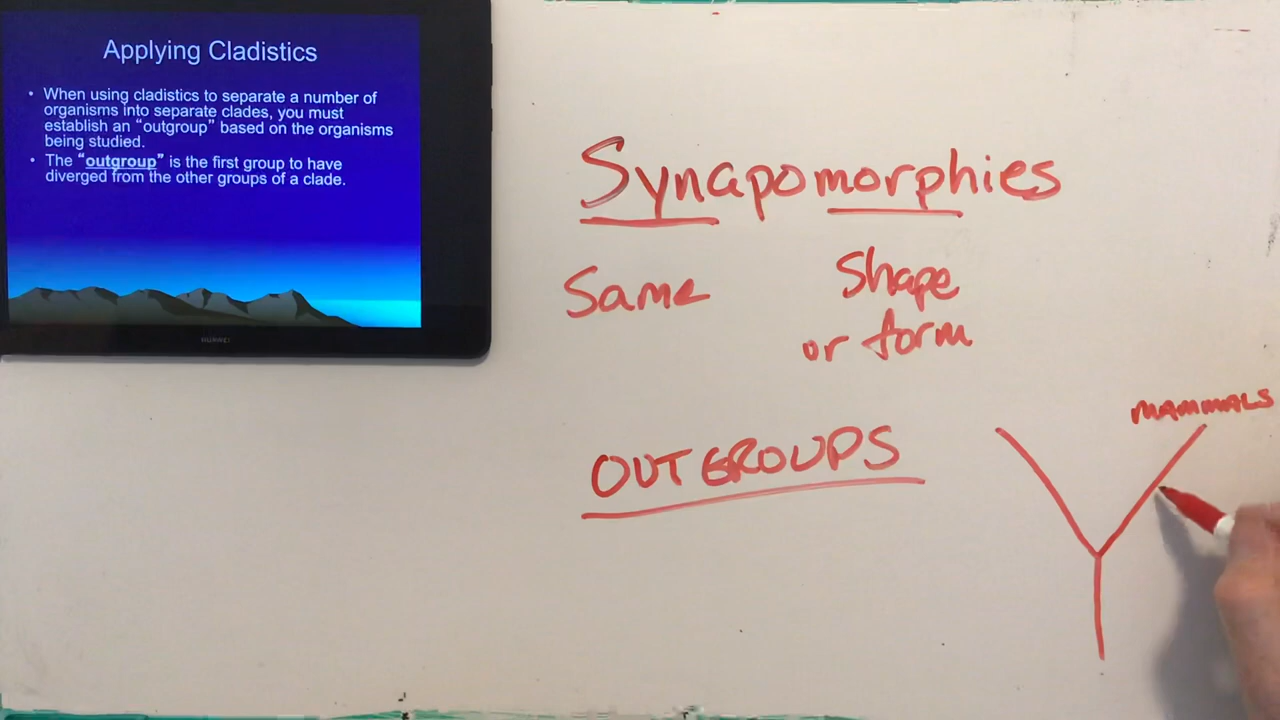 Applying Cladistics
• When using cladistics to separate a number of
organisms into separate clades, you must
establish an “outgroup” based on the organisms
being studied.
• The “outgroup” is the first group to have
diverged from the other groups of a clade.
HUAWEI
Synapomorphies
Same
Shape
or form
OUTGROUPS
MAMMALS